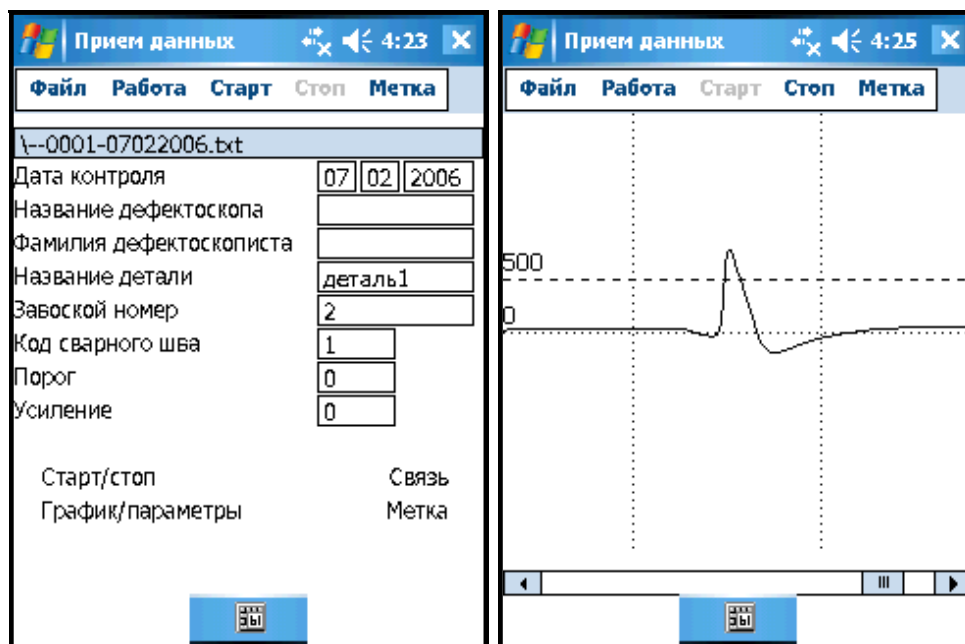 Прием данных 4:23
Файл Работа Старт Стоп Метка
\--0001-07022006.txt
Дата контроля 07 02 2006
Название дефектоскопа
Фамилия дефектоскописта
Название детали деталь1
Завоской номер 2
Код сварного шва 1
Порог 0
Усиление 0
Старт/стоп Связь
График/параметры Метка
Прием данных 4:25
Файл Работа Старт Стоп Метка
500
0